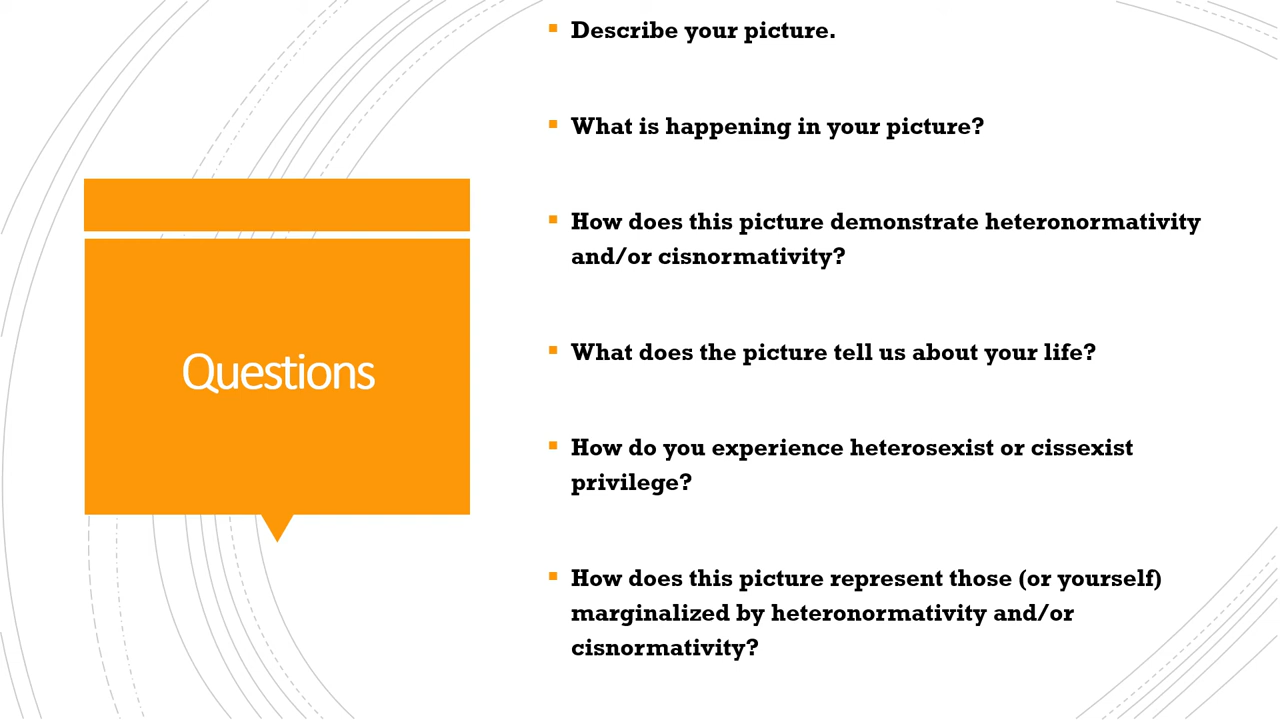 Questions
Describe your picture.
What is happening in your picture?
How does this picture demonstrate heteronormativity
and/or cisnormativity?
What does the picture tell us about your life?
How do you experience heterosexist or cissexist
privilege?
How does this picture represent those (or yourself)
marginalized by heteronormativity and/or
cisnormativity?